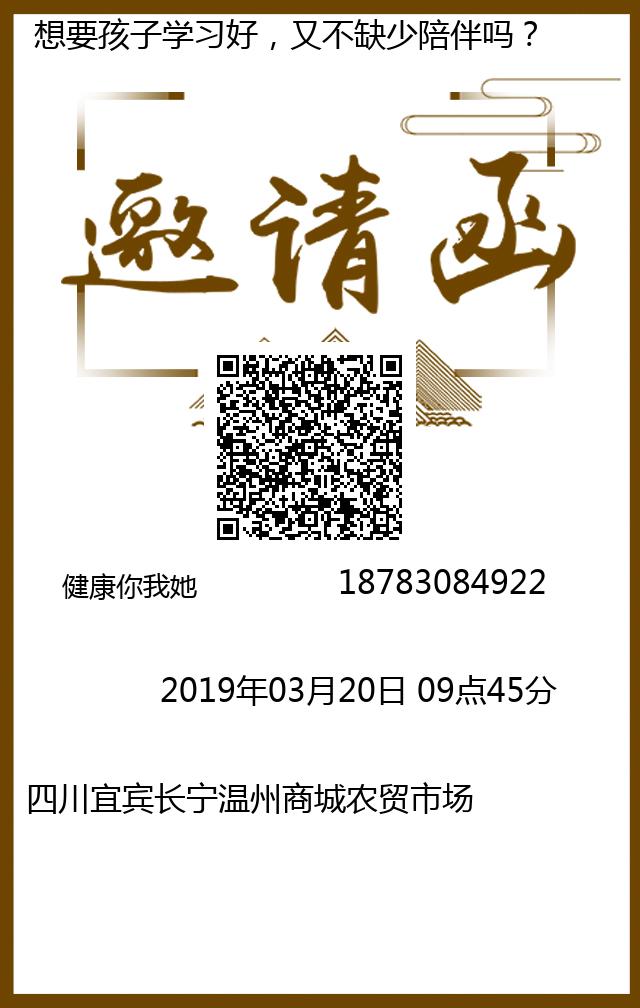 想要孩子学习好，又不缺少陪伴吗？
邀请函
健康你我她
18783084922
2019年03月20日 09点45分
四川宜宾长宁温州商城农贸市场